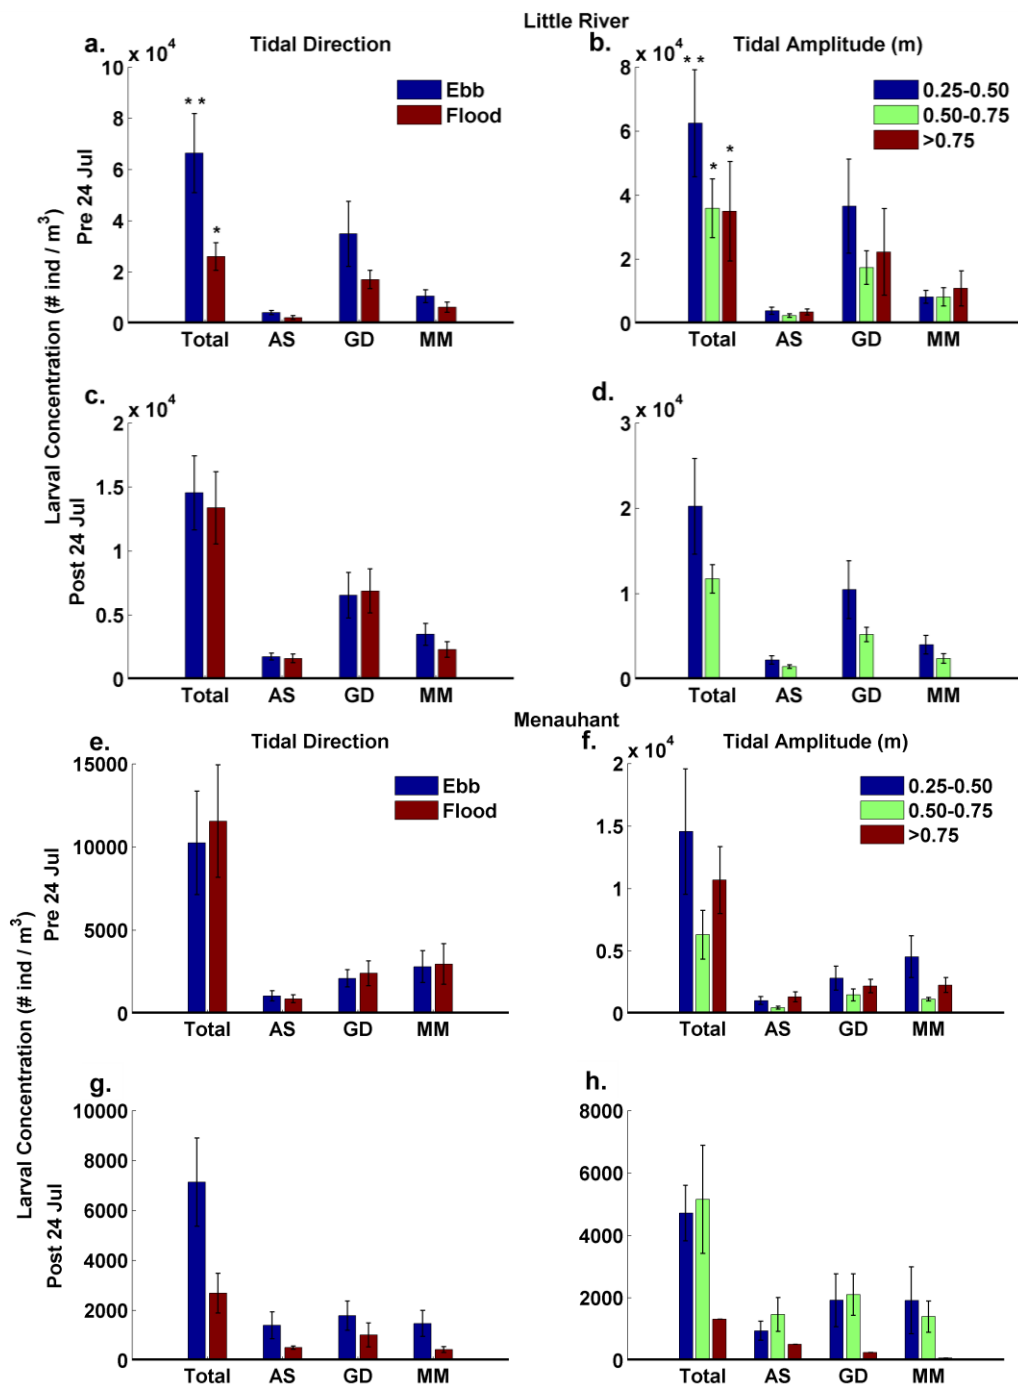 Little River
a.
Tidal Direction
x 10^4
10
8
6
4
2
0
* *
*
Ebb
Flood
Total AS GD MM
b.
Tidal Amplitude (m)
x 10^4
8
6
4
2
0
* *
*
*
0.25-0.50
0.50-0.75
>0.75
Total AS GD MM
Larval Concentration (# ind / m³)
Pre 24 Jul
Post 24 Jul
c.
x 10^4
2
1.5
1
0.5
0
Total AS GD MM
d.
x 10^4
3
2
1
0
Total AS GD MM
Menauhant
e.
Tidal Direction
15000
10000
5000
0
Ebb
Flood
Total AS GD MM
f.
Tidal Amplitude (m)
x 10^4
2
1.5
1
0.5
0
0.25-0.50
0.50-0.75
>0.75
Total AS GD MM
Larval Concentration (# ind / m³)
Pre 24 Jul
Post 24 Jul
g.
10000
8000
6000
4000
2000
0
Total AS GD MM
h.
8000
6000
4000
2000
0
Total AS GD MM